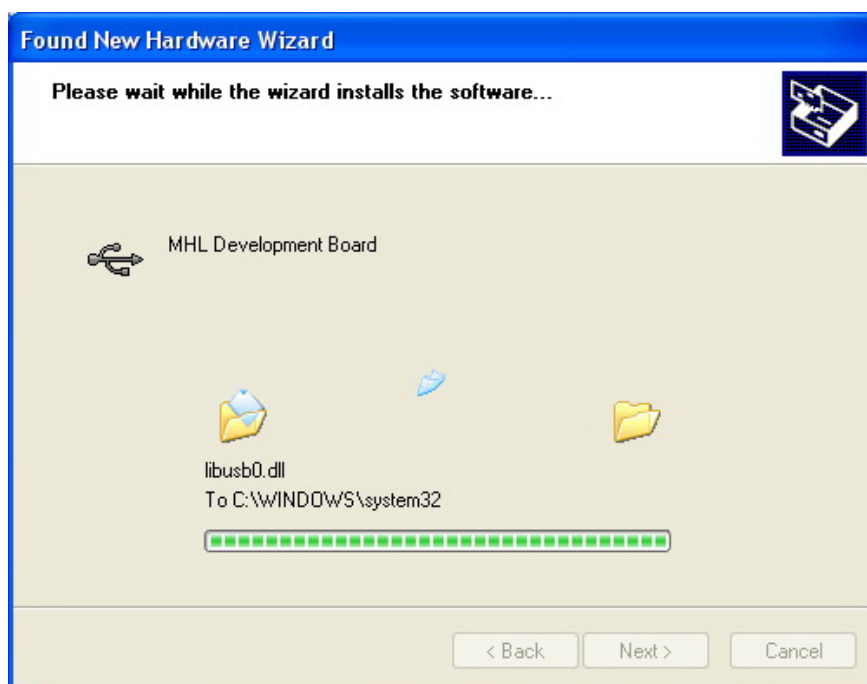 Found New Hardware Wizard
Please wait while the wizard installs the software...
MHL Development Board
libusb0.dll
To C:\WINDOWS\system32
< Back
Next >
Cancel